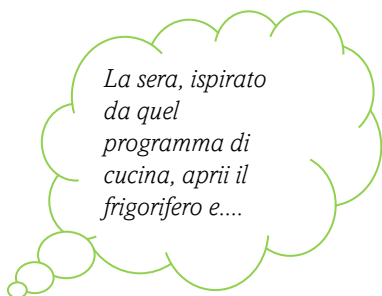 La sera, ispirato
da quel
programma di
cucina, aprii il
frigorifero e....